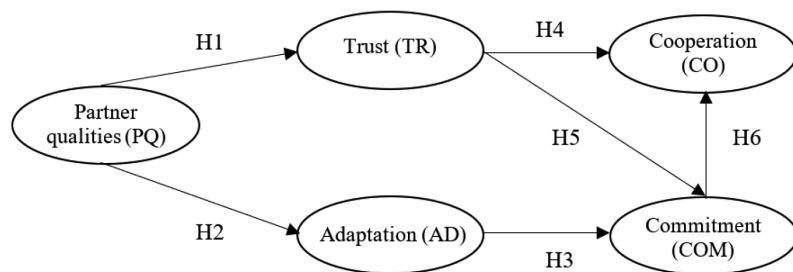 H1
Trust (TR)
H4
Cooperation
(CO)
Partner
qualities (PQ)
H5
H6
H2
Adaptation (AD)
H3
Commitment
(COM)